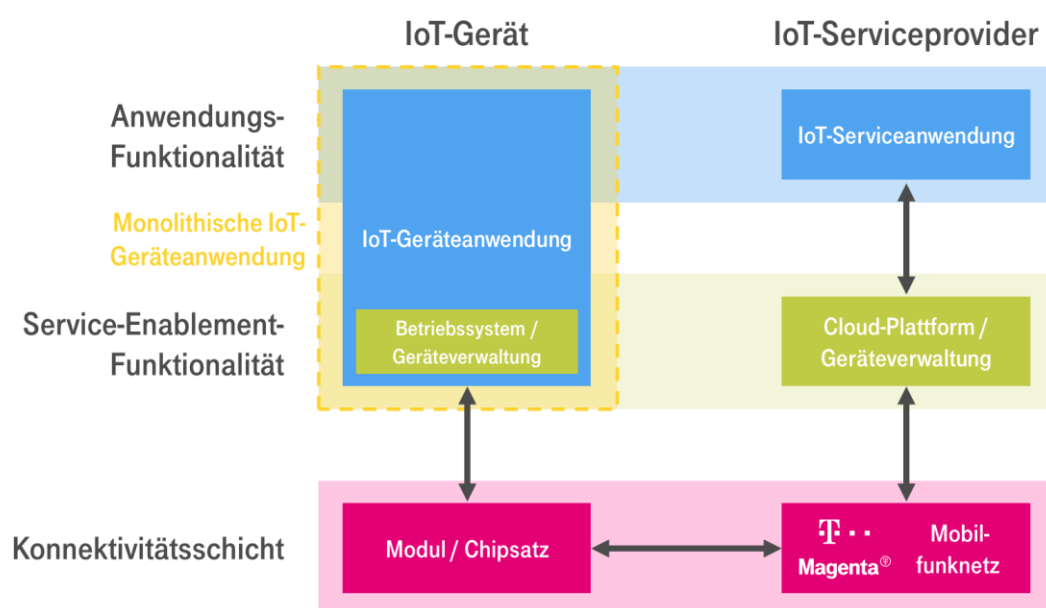 IoT-Gerät
IoT-Serviceprovider
Anwendungs-
Funktionalität
IoT-Serviceanwendung
Monolithische IoT-
Geräteanwendung
IoT-Geräteanwendung
Service-Enablement-
Funktionalität
Betriebssystem /
Geräteverwaltung
Cloud-Plattform /
Geräteverwaltung
Konnektivitätsschicht
Modul / Chipsatz
T
Magenta
Mobil-
funknetz